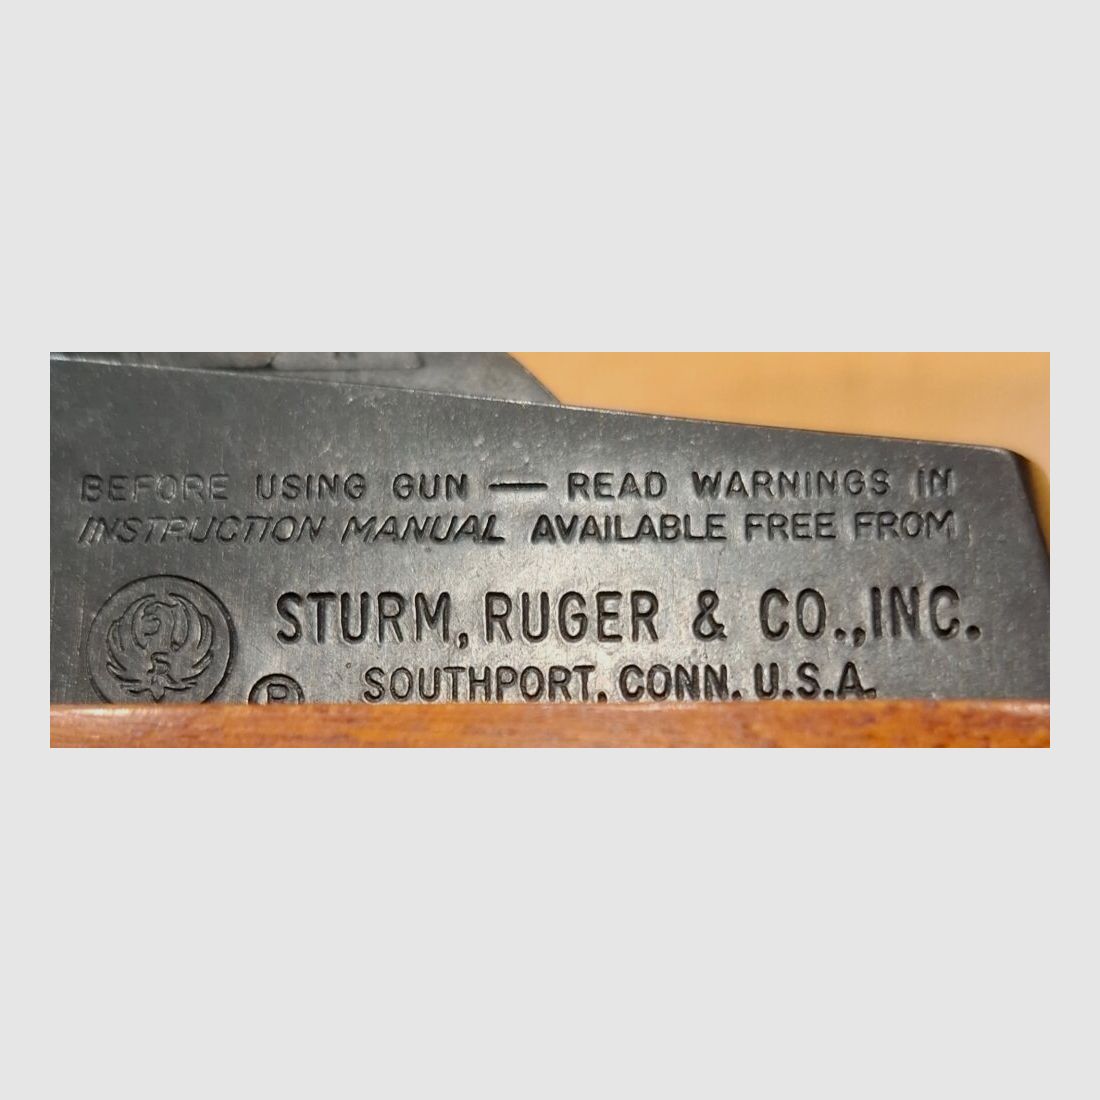 BEFORE USING GUN — READ WARNINGS IN
INSTRUCTION MANUAL AVAILABLE FREE FROM
STURM, RUGER & CO., INC.
® SOUTHPORT, CONN. U.S.A.